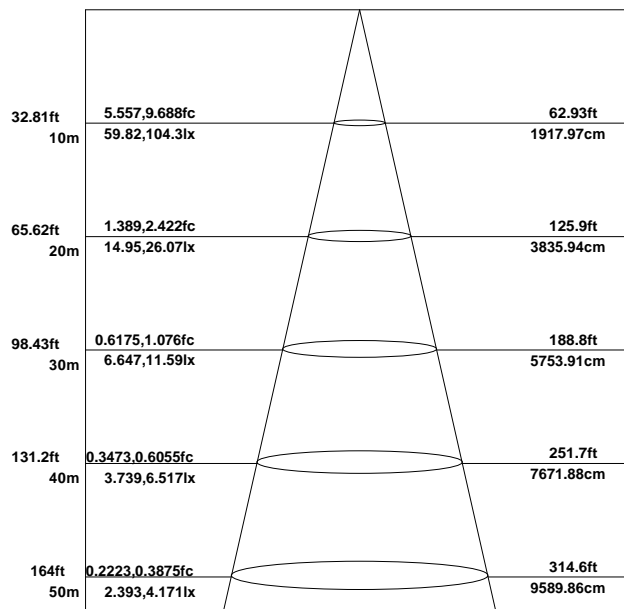 32.81ft 5.557,9.688fc 62.93ft
10m 59.82,104.3lx 1917.97cm
65.62ft 1.389,2.422fc 125.9ft
20m 14.95,26.07lx 3835.94cm
98.43ft 0.6175,1.076fc 188.8ft
30m 6.647,11.59lx 5753.91cm
131.2ft 0.3473,0.6055fc 251.7ft
40m 3.739,6.517lx 7671.88cm
164ft 0.2223,0.3875fc 314.6ft
50m 2.393,4.171lx 9589.86cm